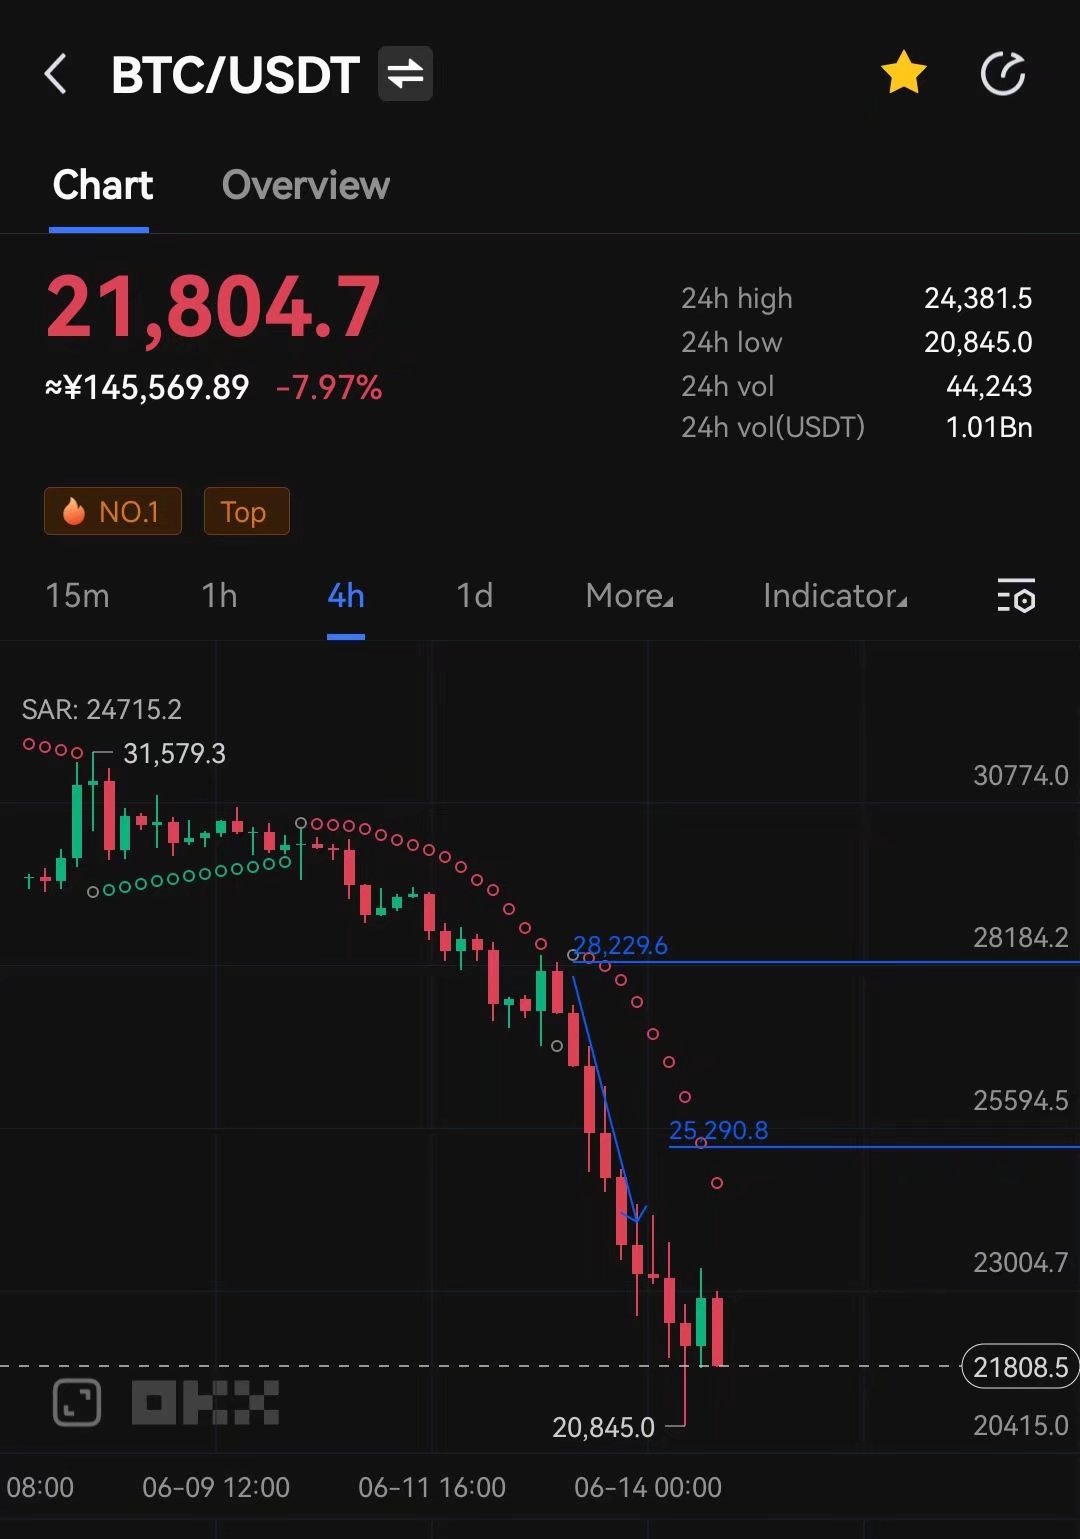 BTC/USDT
Chart Overview
21,804.7
≈¥145,569.89 -7.97%
24h high 24,381.5
24h low 20,845.0
24h vol 44,243
24h vol(USDT) 1.01Bn
NO.1 Top
15m 1h 4h 1d More Indicator
SAR: 24715.2
31,579.3
30774.0
28,229.6
28184.2
25594.5
25,290.8
23004.7
21808.5
OKX
20,845.0
20415.0
08:00 06-09 12:00 06-11 16:00 06-14 00:00